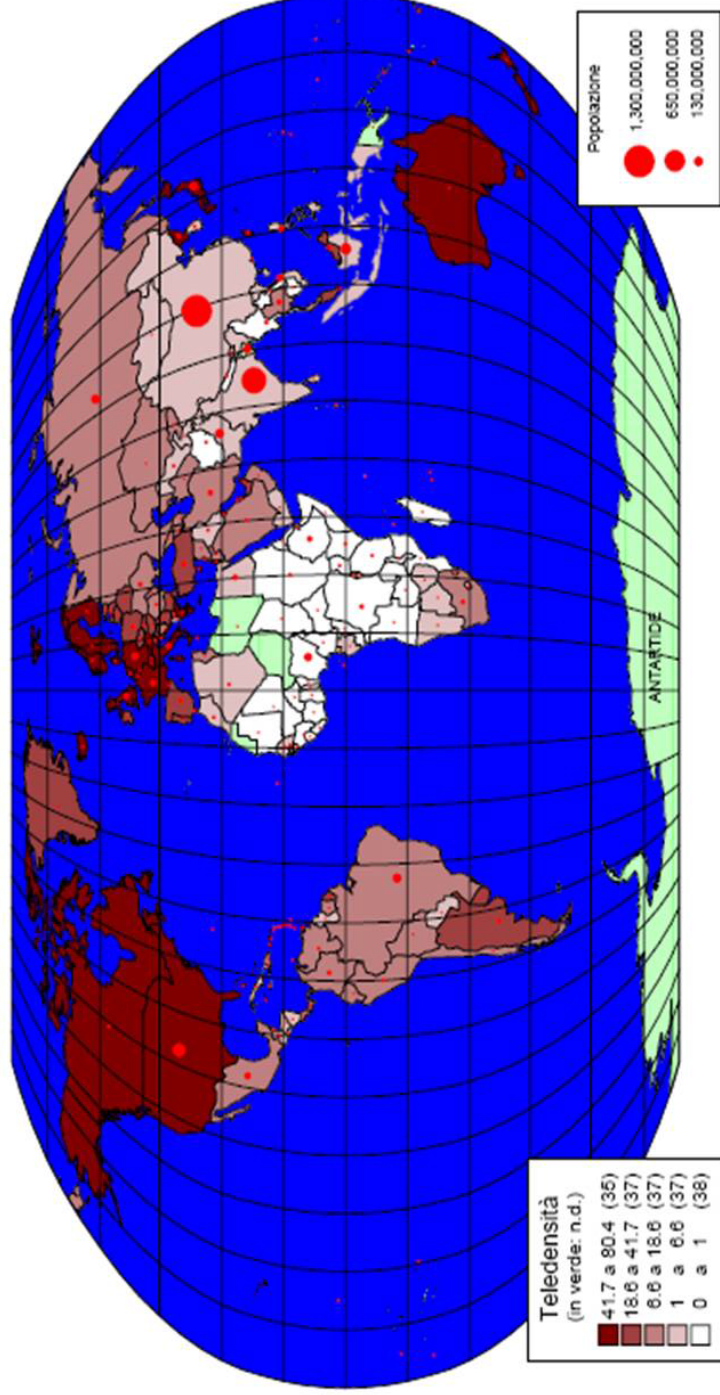 Teledensità
(in verde: n.d.)
41.7 a 80.4 (35)
18.6 a 41.7 (37)
6.6 a 18.6 (37)
1 a 6.6 (37)
0 a 1 (38)
ANTARTIDE
Popolazione
1,300,000,000
650,000,000
130,000,000